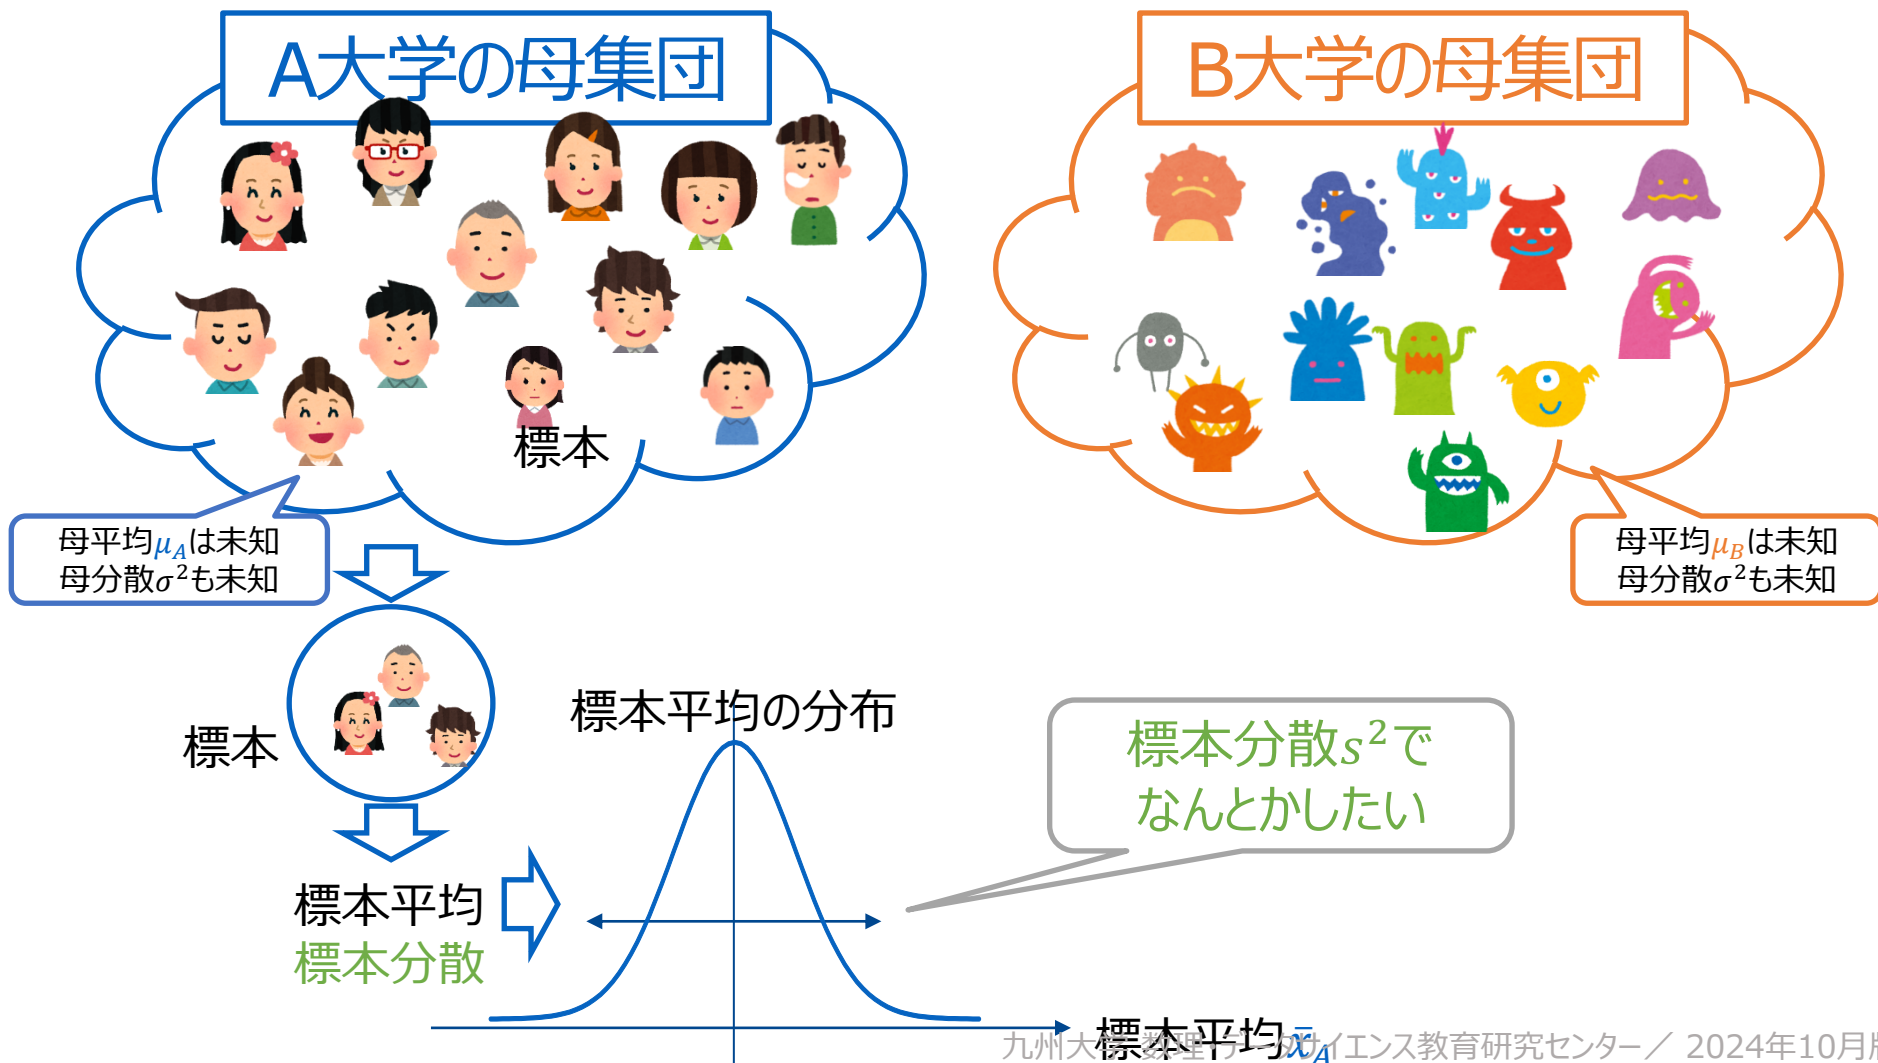 A大学の母集団
B大学の母集団
標本
母平均μ_Aは未知
母分散σ²も未知
母平均μ_Bは未知
母分散σ²も未知
標本
標本平均の分布
標本分散s²で
なんとかしたい
標本平均
標本分散
標本平均x̄_A
九州大学 数理・データサイエンス教育研究センター／ 2024年10月版